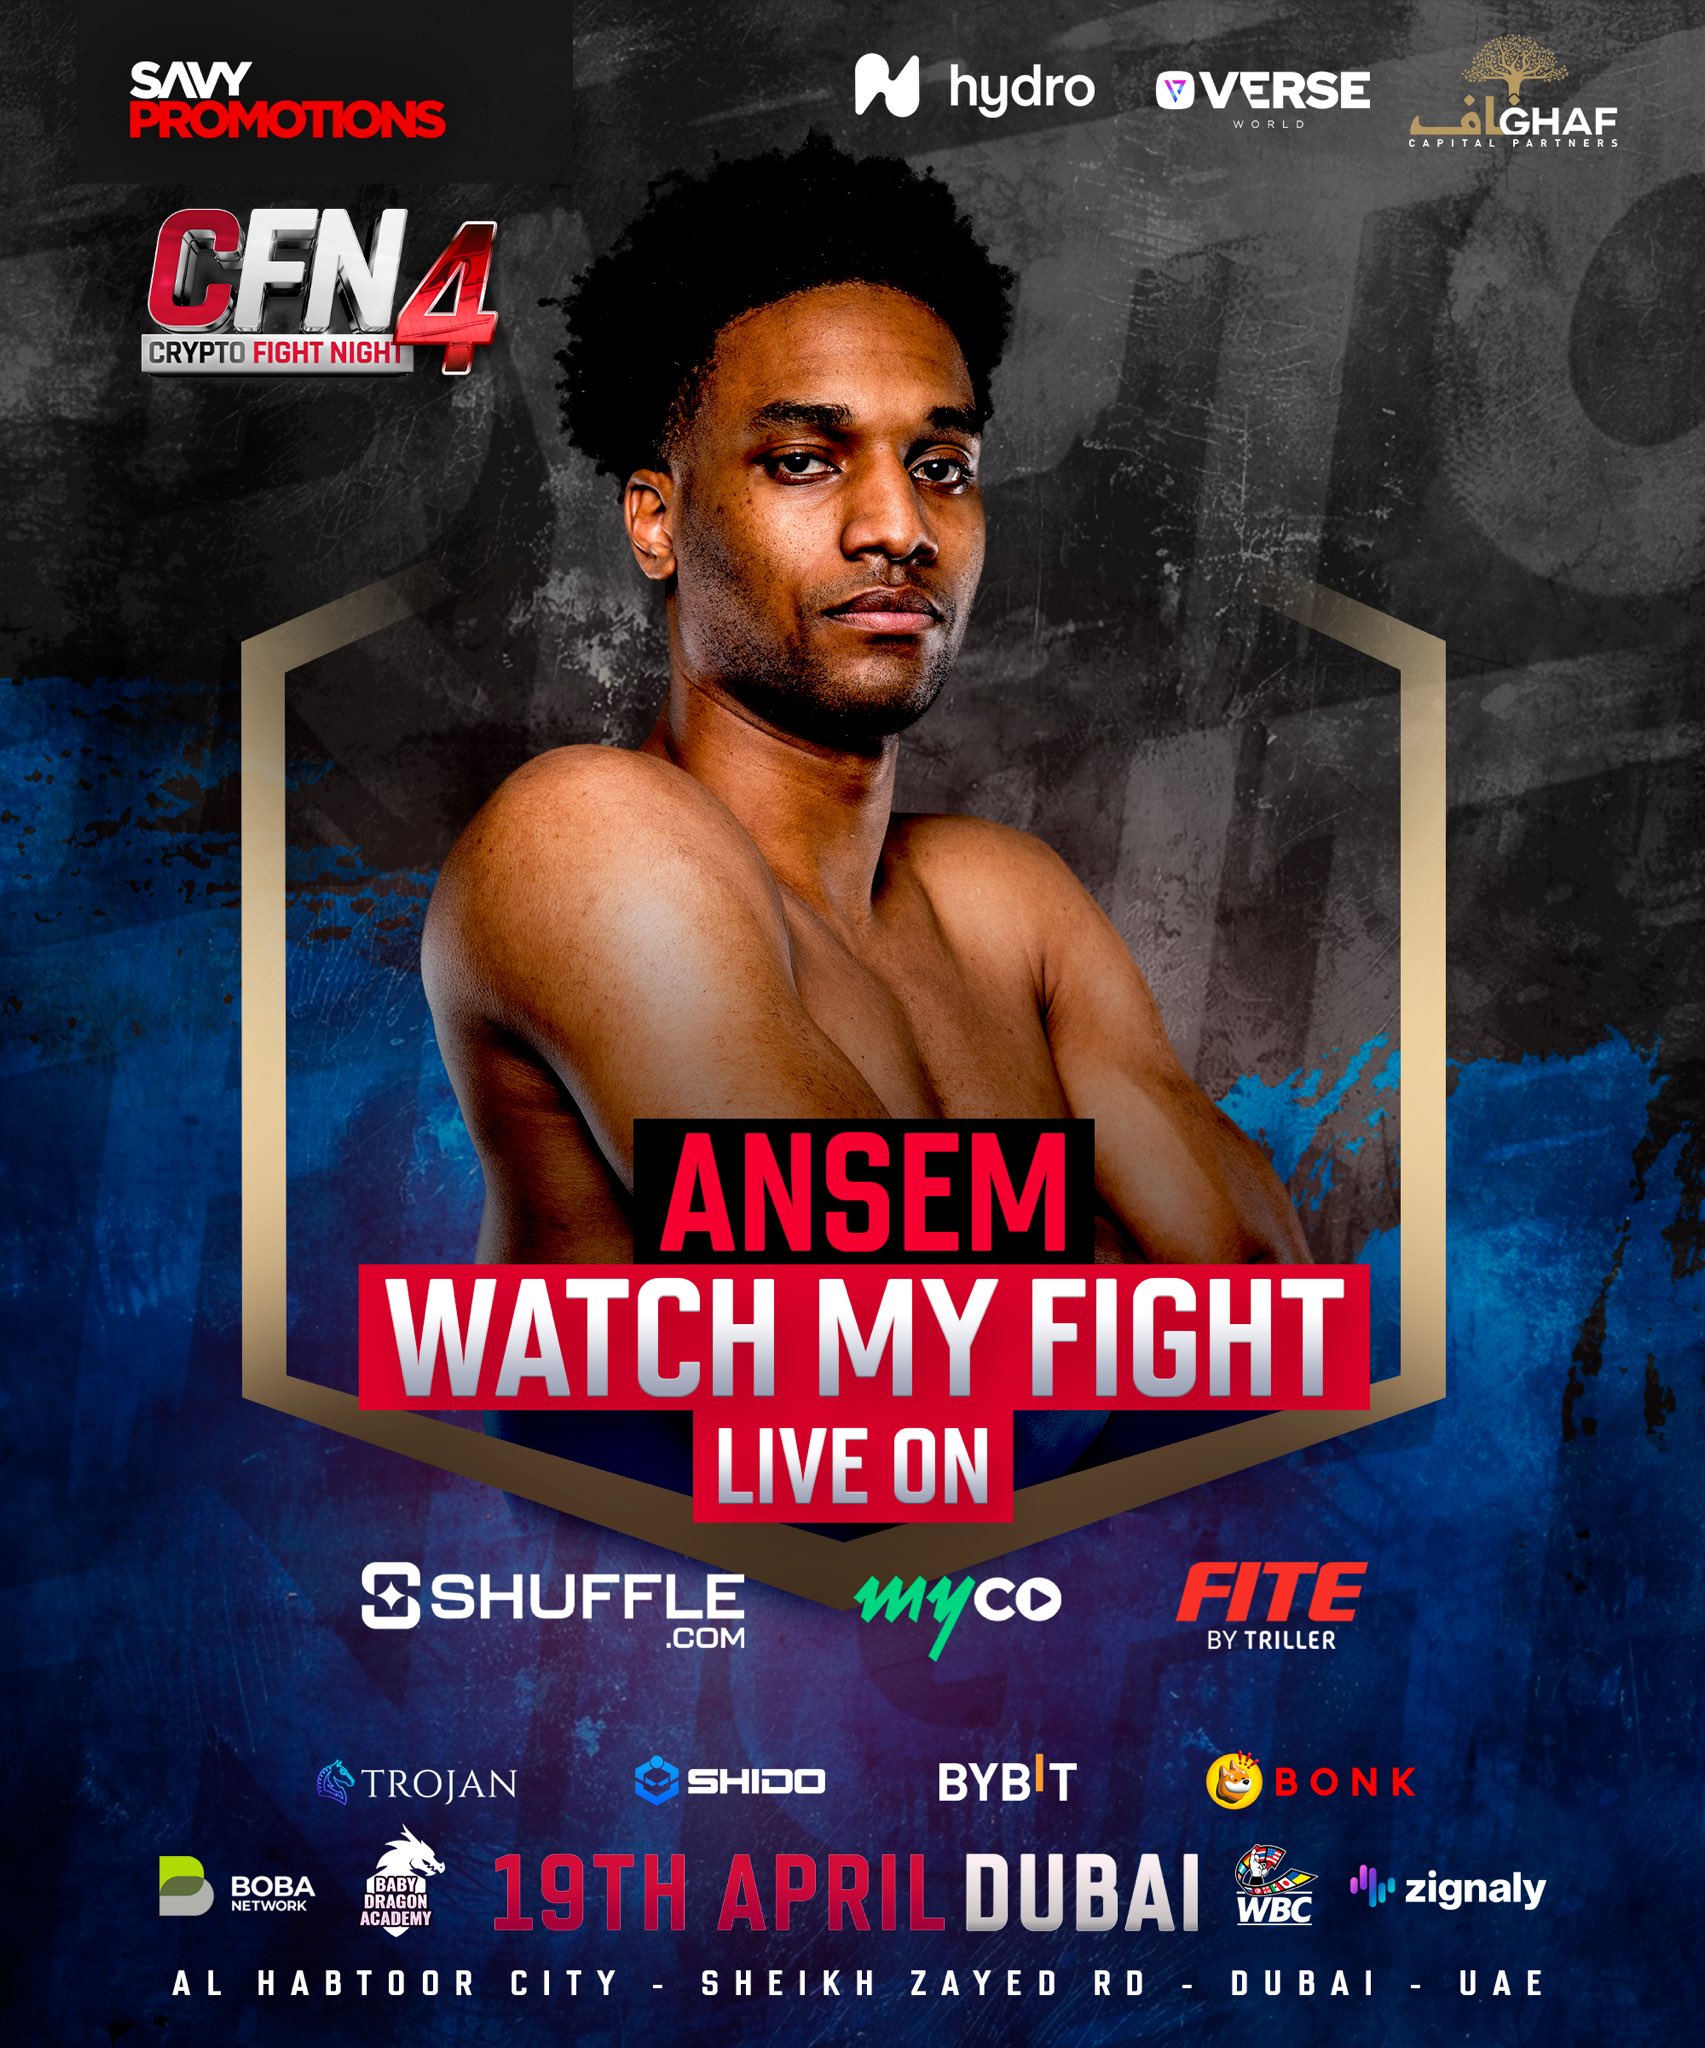 SAVY
PROMOTIONS
hydro
VERSE
WORLD
غاف
GHAF
CAPITAL PARTNERS
CFN4
CRYPTO FIGHT NIGHT
ANSEM
WATCH MY FIGHT
LIVE ON
SHUFFLE
.COM
myco
FITE
BY TRILLER
TROJAN
SHIDO
BYBIT
BONK
BOBA
NETWORK
BABY
DRAGON
ACADEMY
19TH APRIL DUBAI
WBC
zignaly
AL HABTOOR CITY - SHEIKH ZAYED RD - DUBAI - UAE